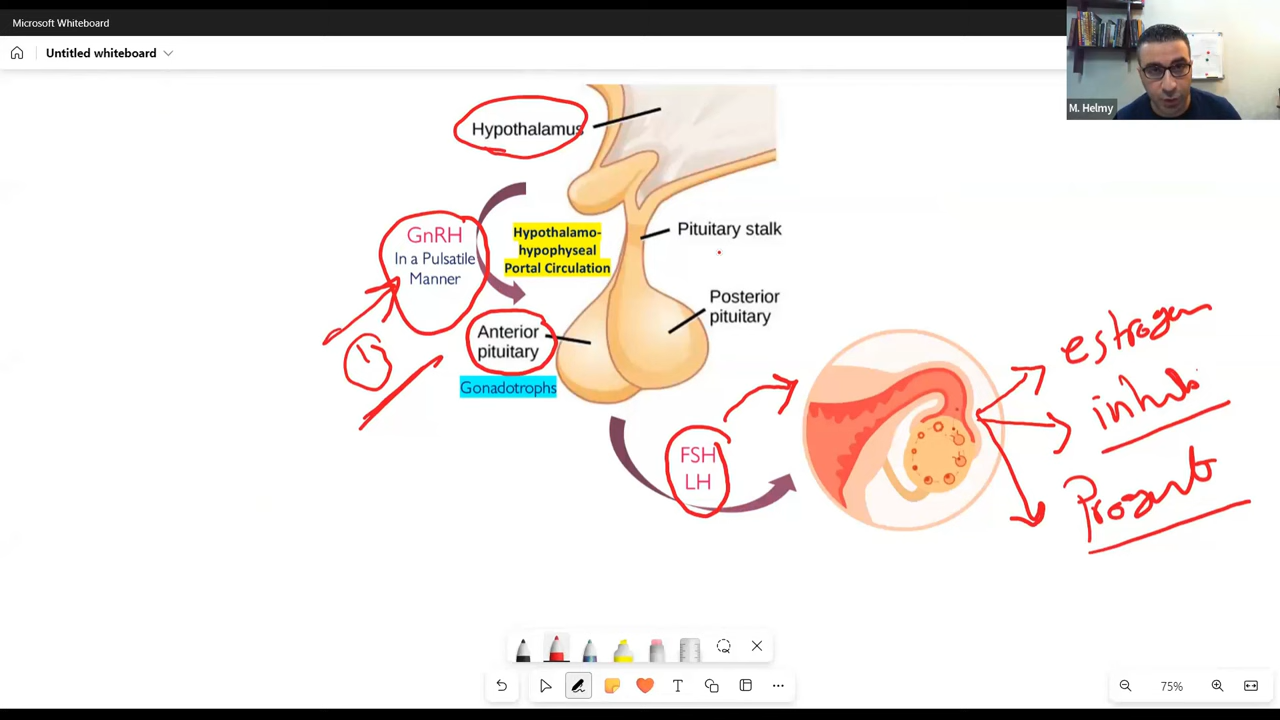 Microsoft Whiteboard
Untitled whiteboard
M. Helmy
Hypothalamus
GnRH
In a Pulsatile
Manner
Hypothalamo-
hypophyseal
Portal Circulation
Pituitary stalk
Anterior
pituitary
Gonadotrophs
Posterior
pituitary
FSH
LH
estrogen
75%